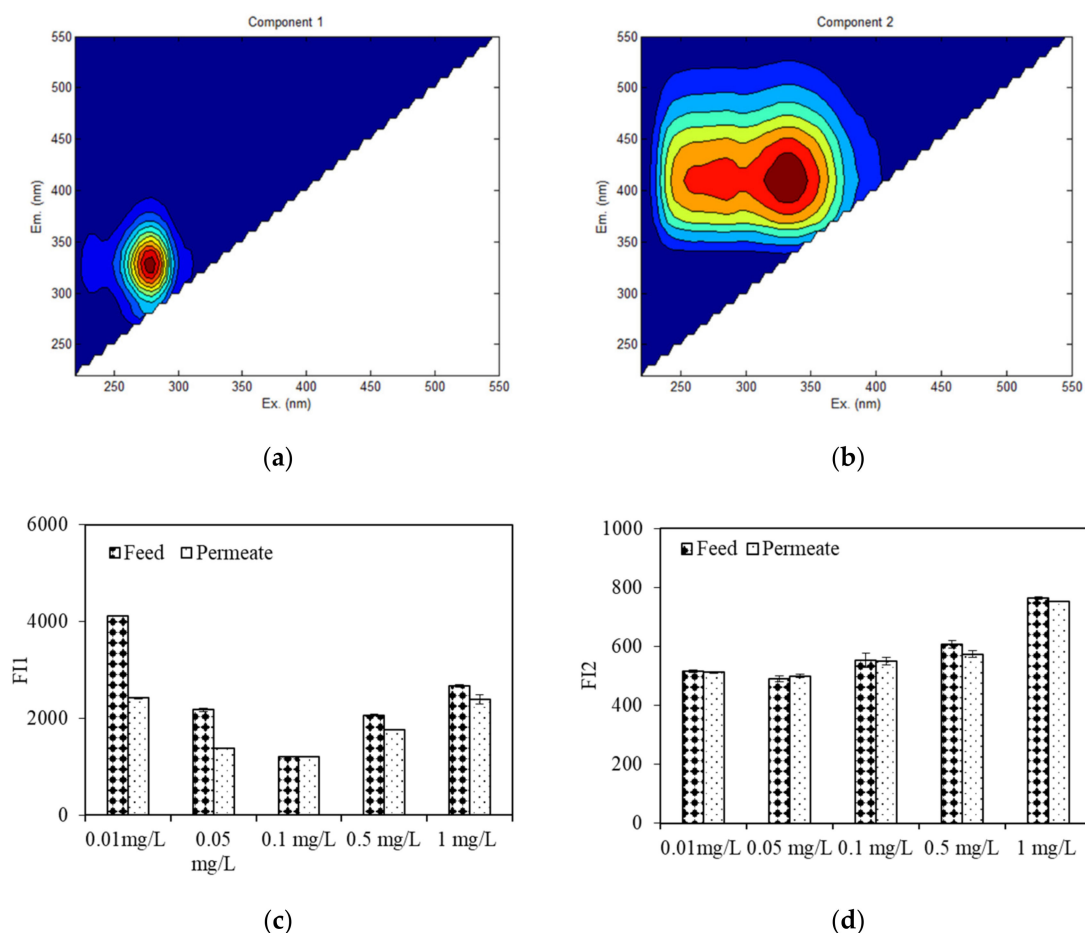 Component 1
550
500
450
400
350
300
250
Em. (nm)
250 300 350 400 450 500 550
Ex. (nm)
(a)
Component 2
550
500
450
400
350
300
250
Em. (nm)
250 300 350 400 450 500 550
Ex. (nm)
(b)
6000
4000
2000
0
FI1
Feed Permeate
0.01mg/L 0.05 mg/L 0.1 mg/L 0.5 mg/L 1 mg/L
(c)
1000
800
600
400
200
0
FI2
Feed Permeate
0.01mg/L 0.05 mg/L 0.1 mg/L 0.5 mg/L 1 mg/L
(d)